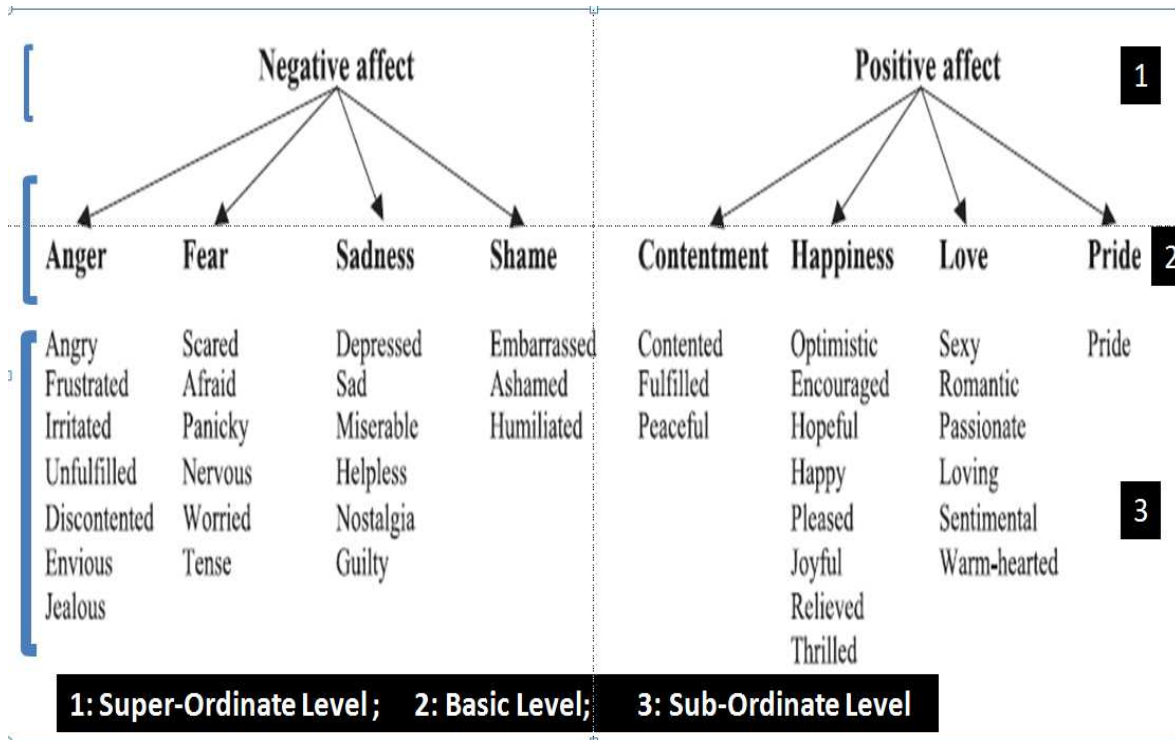 Negative affect Positive affect 1
Anger Fear Sadness Shame Contentment Happiness Love Pride 2
Angry Scared Depressed Embarrassed Contented Optimistic Sexy Pride
Frustrated Afraid Sad Ashamed Fulfilled Encouraged Romantic
Irritated Panicky Miserable Humiliated Peaceful Hopeful Passionate
Unfulfilled Nervous Helpless Happy Loving
Discontented Worried Nostalgia Pleased Sentimental 3
Envious Tense Guilty Joyful Warm-hearted
Jealous Relieved
Thrilled
1: Super-Ordinate Level ; 2: Basic Level; 3: Sub-Ordinate Level